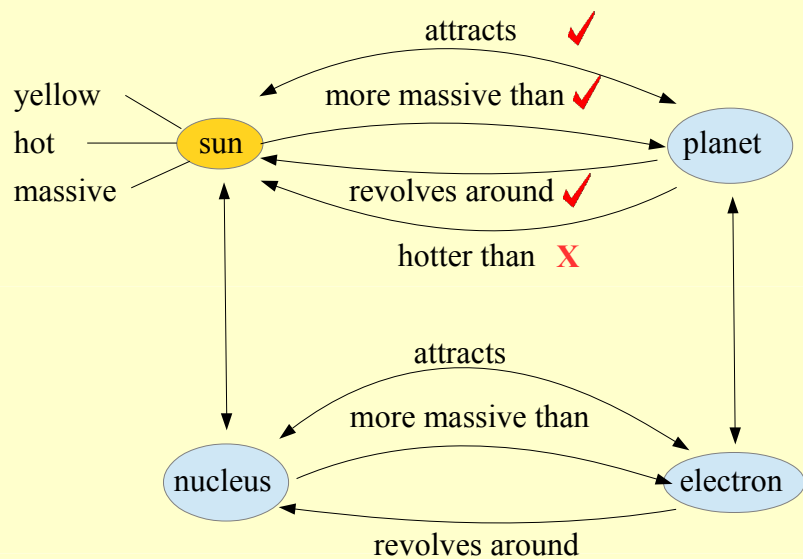 attracts
yellow
more massive than
hot
sun
planet
massive
revolves around
hotter than X
attracts
more massive than
nucleus
electron
revolves around